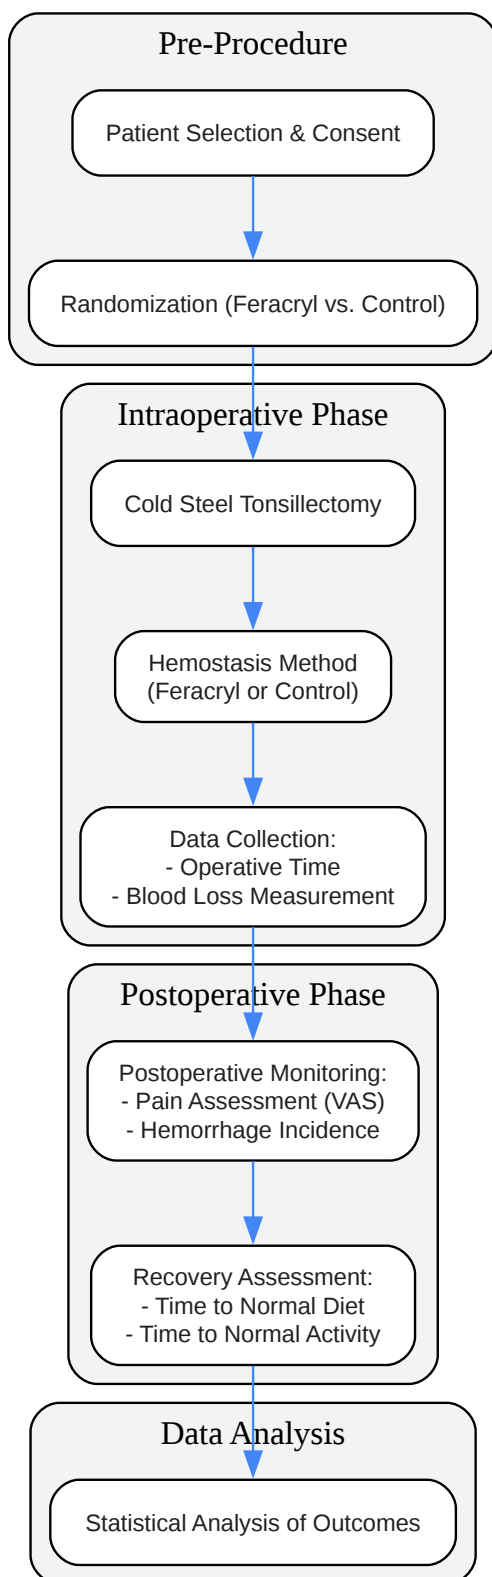 Pre-Procedure
Patient Selection & Consent
Randomization (Feracryl vs. Control)
Intraoperative Phase
Cold Steel Tonsillectomy
Hemostasis Method
(Feracryl or Control)
Data Collection:
- Operative Time
- Blood Loss Measurement
Postoperative Phase
Postoperative Monitoring:
- Pain Assessment (VAS)
- Hemorrhage Incidence
Recovery Assessment:
- Time to Normal Diet
- Time to Normal Activity
Data Analysis
Statistical Analysis of Outcomes